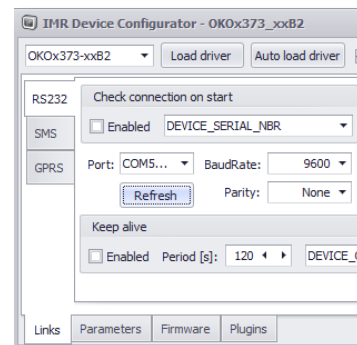 IMR Device Configurator - OKOx373_xxB2
OKOx373-xxB2 Load driver Auto load driver
RS232 Check connection on start
Enabled DEVICE_SERIAL_NBR
SMS
GPRS Port: COM5... BaudRate: 9600
Refresh Parity: None
Keep alive
Enabled Period [s]: 120
Links Parameters Firmware Plugins